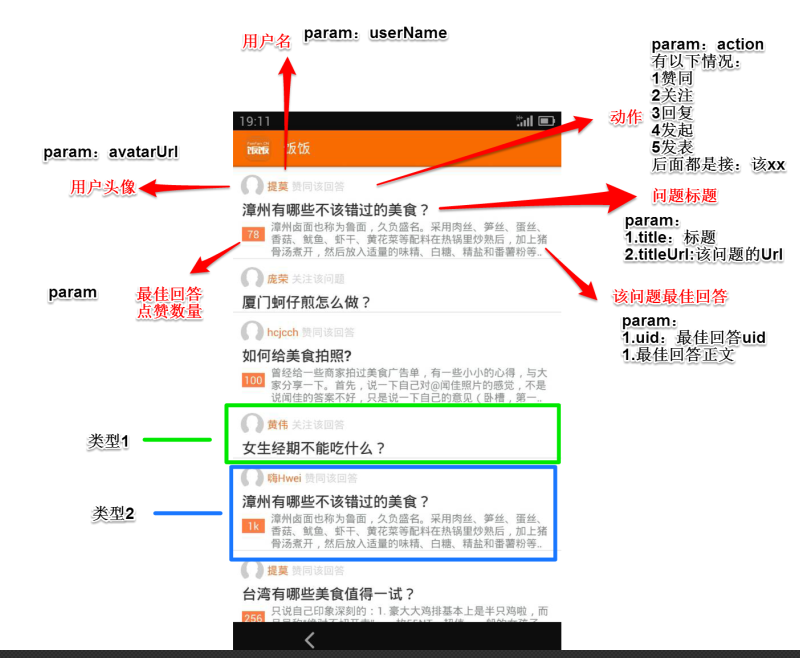 用户名
param：userName
param：action
有以下情况：
1赞同
2关注
3回复
4发起
5发表
后面都是接：该xx
动作
param：avatarUrl
用户头像
问题标题
param：
1.title：标题
2.titleUrl:该问题的Url
param
最佳回答
点赞数量
该问题最佳回答
param：
1.uid：最佳回答uid
1.最佳回答正文
类型1
类型2
19:11
饭饭
饭饭
提莫 赞同该回答
漳州有哪些不该错过的美食？
78
漳州卤面也称为鲁面，久负盛名。采用肉丝、笋丝、蛋丝、
香菇、鱿鱼、虾干、黄花菜等配料在热锅里炒熟后，加上猪
骨汤煮开，然后放入适量的味精、白糖、精盐和番薯粉等..
庞荣 关注该问题
厦门蚵仔煎怎么做？
hcjcch 赞同该回答
如何给美食拍照?
100
曾经给一些商家拍过美食广告单，有一些小小的心得，与大
家分享一下。首先，说一下自己对@闻佳照片的感觉，不是
说闻佳的答案不好，只是说一下自己的意见（卧槽，第一..
黄伟 关注该问题
女生经期不能吃什么？
嗨Hwei 赞同该回答
漳州有哪些不该错过的美食？
1k
漳州卤面也称为鲁面，久负盛名。采用肉丝、笋丝、蛋丝、
香菇、鱿鱼、虾干、黄花菜等配料在热锅里炒熟后，加上猪
骨汤煮开，然后放入适量的味精、白糖、精盐和番薯粉等..
提莫 赞同该回答
台湾有哪些美食值得一试？
256
只说自己印象深刻的：1. 豪大大鸡排基本上是半只鸡啦，而